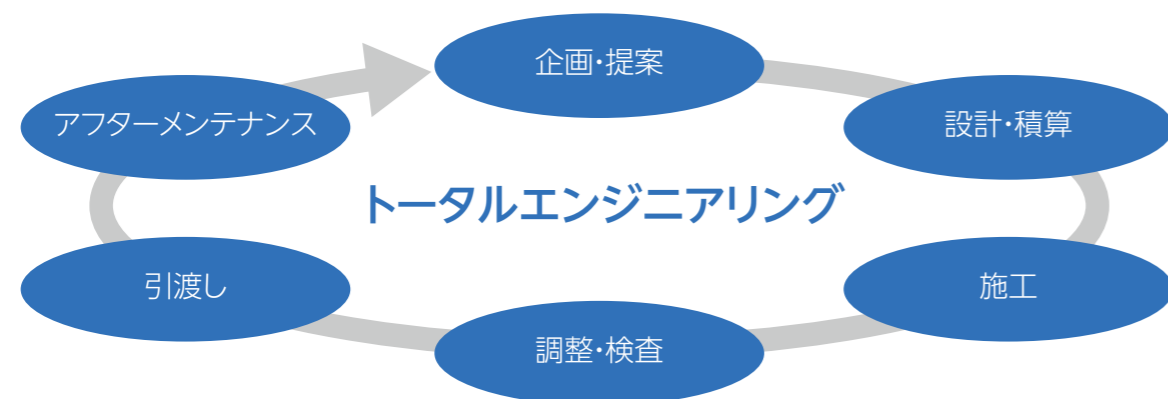 企画・提案
設計・積算
施工
調整・検査
引渡し
アフターメンテナンス
トータルエンジニアリング